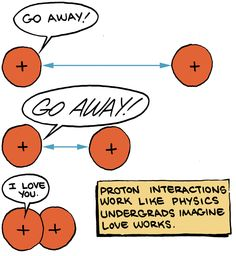 GO AWAY!
+
+
GO AWAY!
+
+
I LOVE
YOU.
+
+
PROTON INTERACTIONS
WORK LIKE PHYSICS
UNDERGRADS IMAGINE
LOVE WORKS.